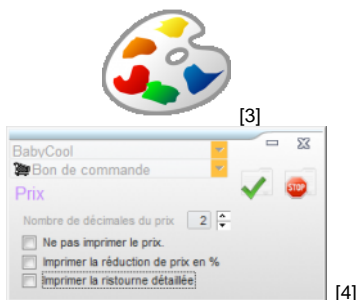 [3]
BabyCool
Bon de commande
Prix
STOP
Nombre de décimales du prix 2
Ne pas imprimer le prix.
Imprimer la réduction de prix en %
Imprimer la ristourne détaillée
[4]